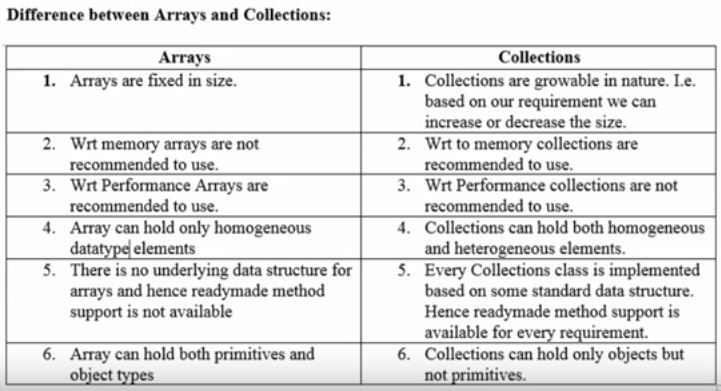 Difference between Arrays and Collections:
Arrays
Collections
1. Arrays are fixed in size.
1. Collections are growable in nature. I.e.
based on our requirement we can
increase or decrease the size.
2. Wrt memory arrays are not
recommended to use.
2. Wrt to memory collections are
recommended to use.
3. Wrt Performance Arrays are
recommended to use.
3. Wrt Performance collections are not
recommended to use.
4. Array can hold only homogeneous
datatype elements
4. Collections can hold both homogeneous
and heterogeneous elements.
5. There is no underlying data structure for
arrays and hence readymade method
support is not available
5. Every Collections class is implemented
based on some standard data structure.
Hence readymade method support is
available for every requirement.
6. Array can hold both primitives and
object types
6. Collections can hold only objects but
not primitives.